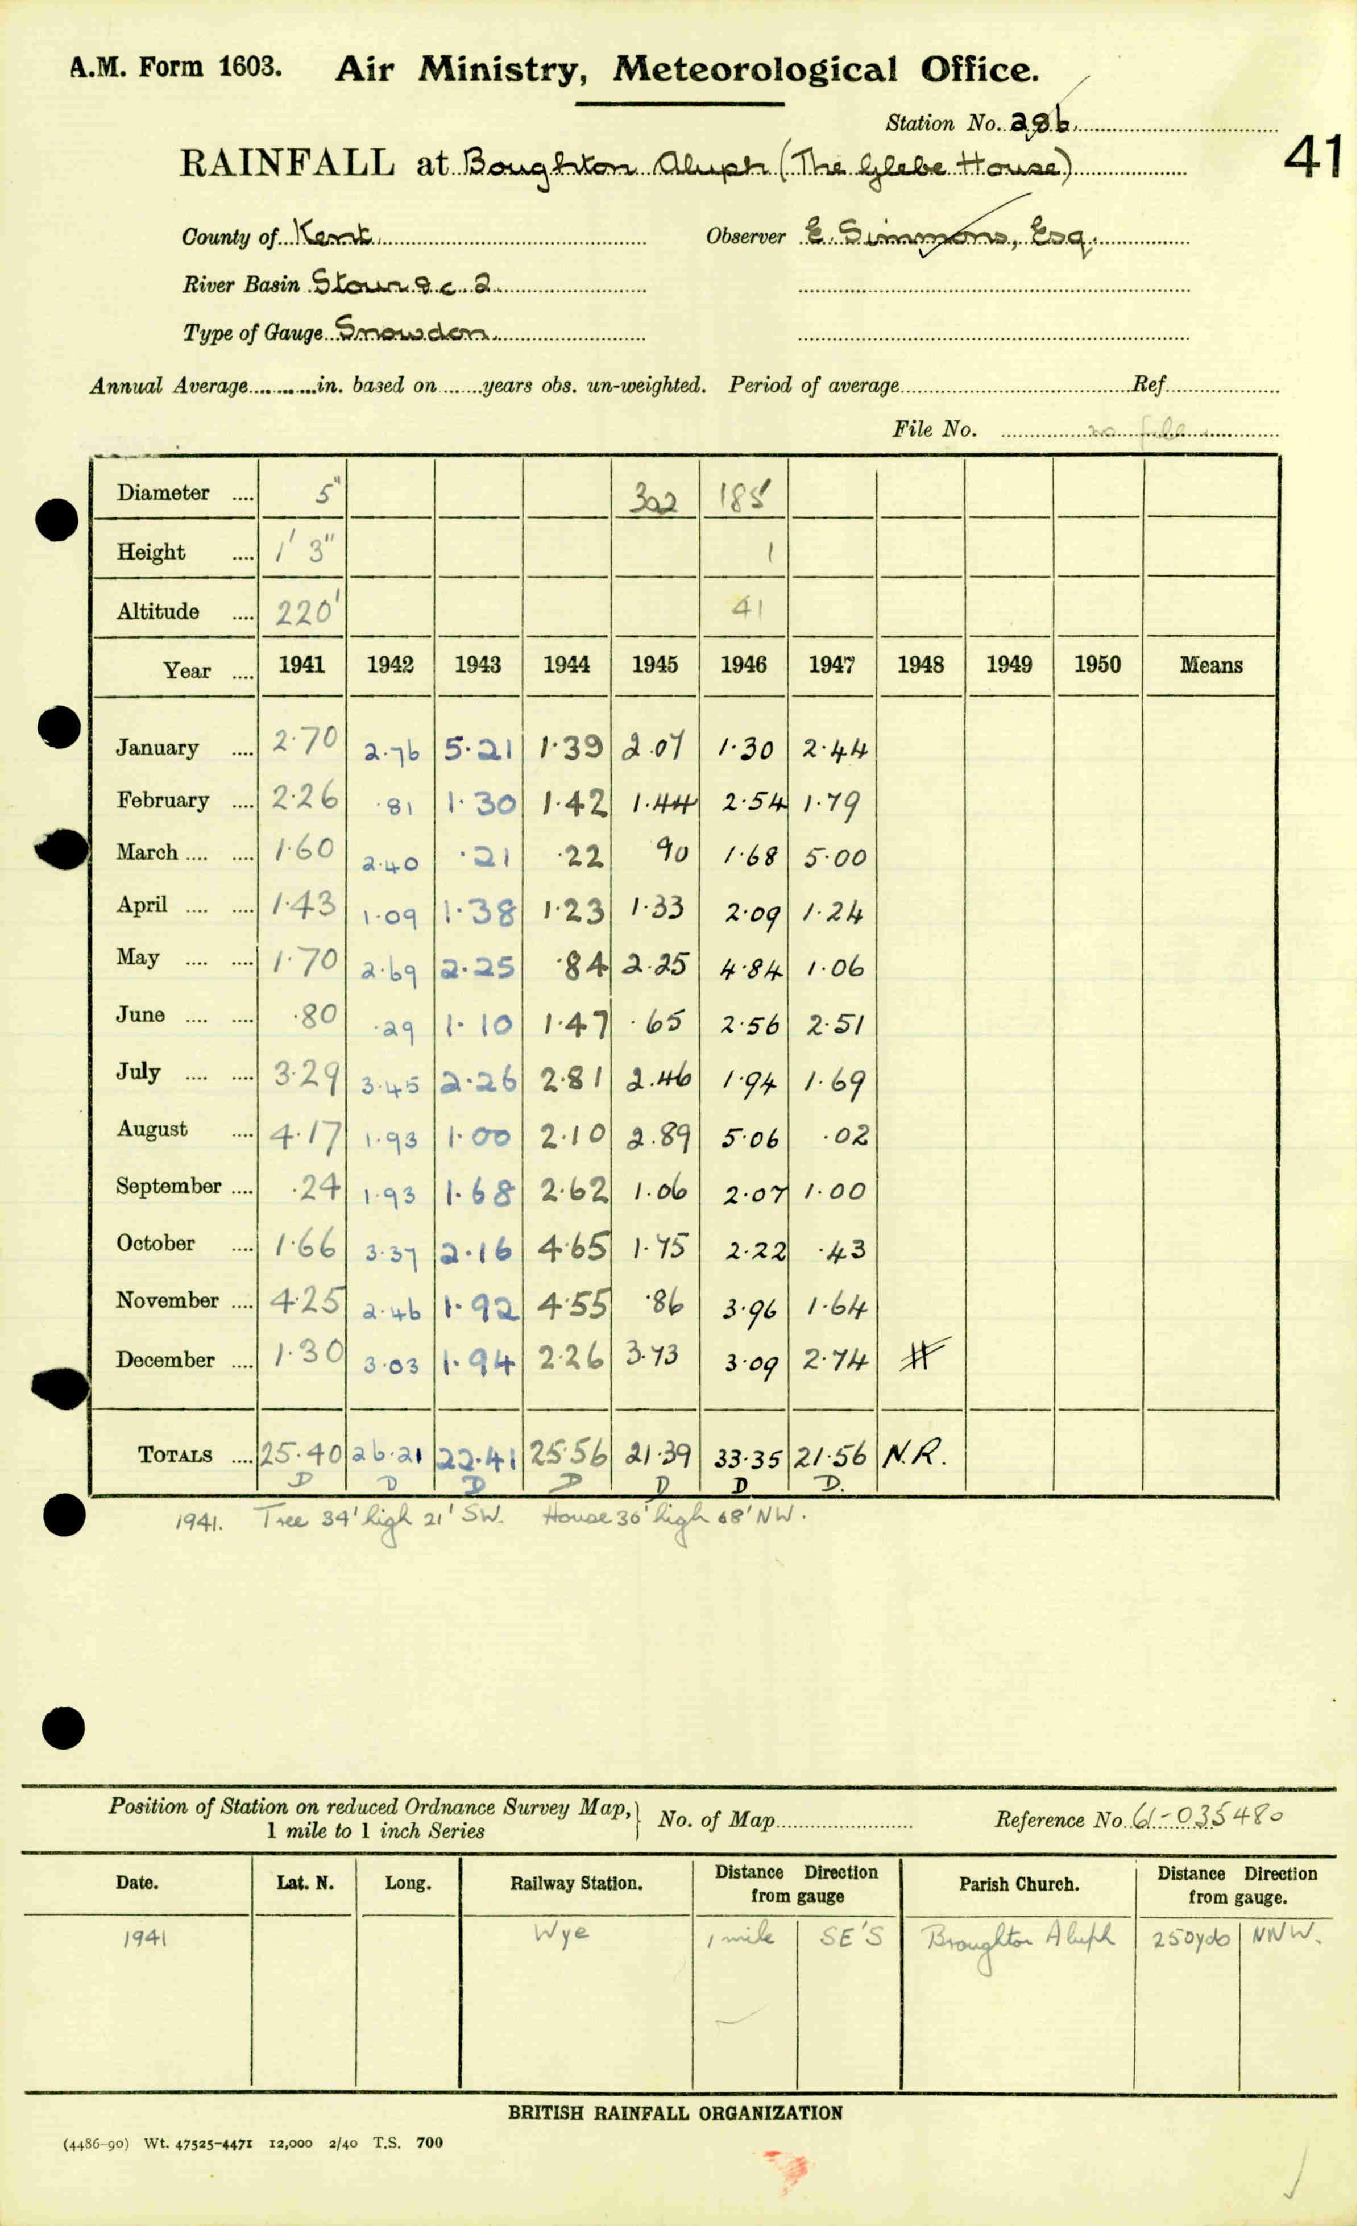 A.M. Form 1603. Air Ministry, Meteorological Office.
Station No. 286
41
RAINFALL at Boughton Aluph (The Glebe House)
County of Kent Observer E. Simmons, Esq.
River Basin Stour &c 2
Type of Gauge Snowdon
Annual Average in. based on years obs. un-weighted. Period of average Ref
File No. no file
Diameter 5" 302 185
Height 1' 3" 1
Altitude 220' 41
Year 1941 1942 1943 1944 1945 1946 1947 1948 1949 1950 Means
January 2.70 2.76 5.21 1.39 2.07 1.30 2.44
February 2.26 .81 1.30 1.42 1.44 2.54 1.79
March 1.60 2.40 .21 .22 90 1.68 5.00
April 1.43 1.09 1.38 1.23 1.33 2.09 1.24
May 1.70 2.69 2.25 .84 2.25 4.84 1.06
June .80 .29 1.10 1.47 .65 2.56 2.51
July 3.29 3.45 2.26 2.81 2.46 1.94 1.69
August 4.17 1.93 1.00 2.10 2.89 5.06 .02
September .24 1.93 1.68 2.62 1.06 2.07 1.00
October 1.66 3.37 2.16 4.65 1.75 2.22 .43
November 4.25 2.46 1.92 4.55 .86 3.96 1.64
December 1.30 3.03 1.94 2.26 3.73 3.09 2.74
TOTALS 25.40 26.21 22.41 25.56 21.39 33.35 21.56 N.R.
D D D D D D D.
1941. Tree 34' high 21' SW. House 30' high 68' NW.
Position of Station on reduced Ordnance Survey Map, No. of Map Reference No. 61-035480
1 mile to 1 inch Series
Date. Lat. N. Long. Railway Station. Distance Direction from gauge Parish Church. Distance Direction from gauge.
1941 Wye 1 mile SE'S Broughton Aluph 250yds NNW.
BRITISH RAINFALL ORGANIZATION
(4486-90) Wt. 47525-4471 12,000 2/40 T.S. 700